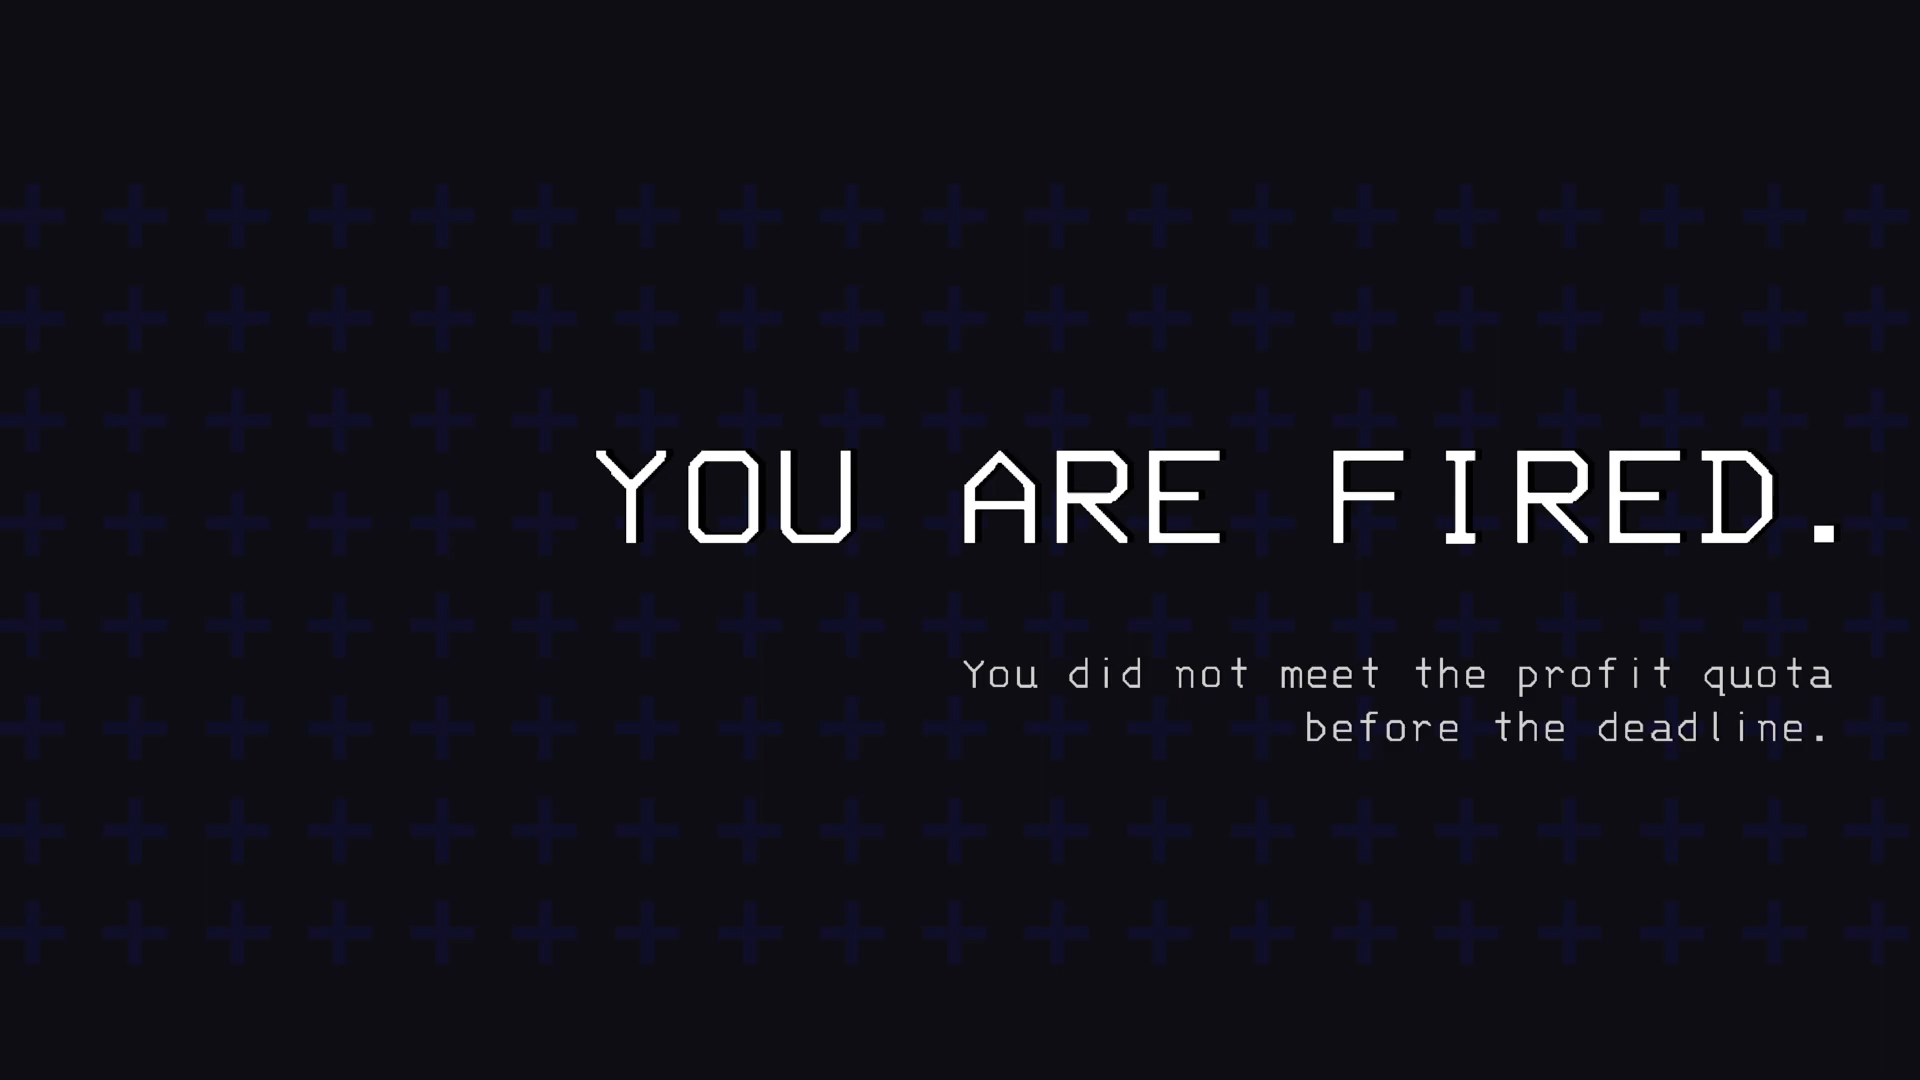 YOU ARE FIRED.
You did not meet the profit quota
before the deadline.